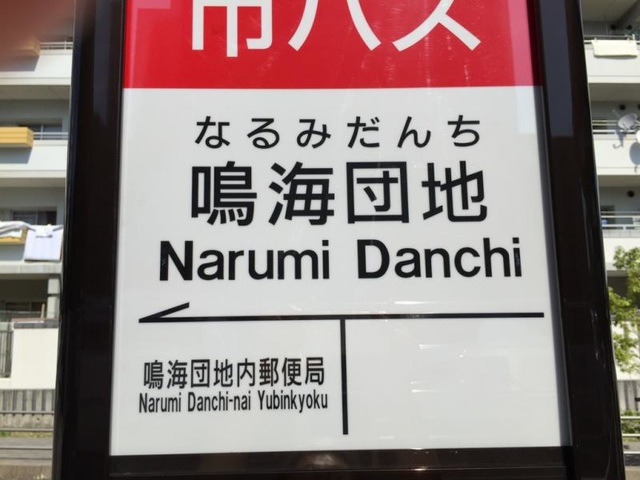 市バス
なるみだんち
鳴海団地
Narumi Danchi
鳴海団地内郵便局
Narumi Danchi-nai Yubinkyoku